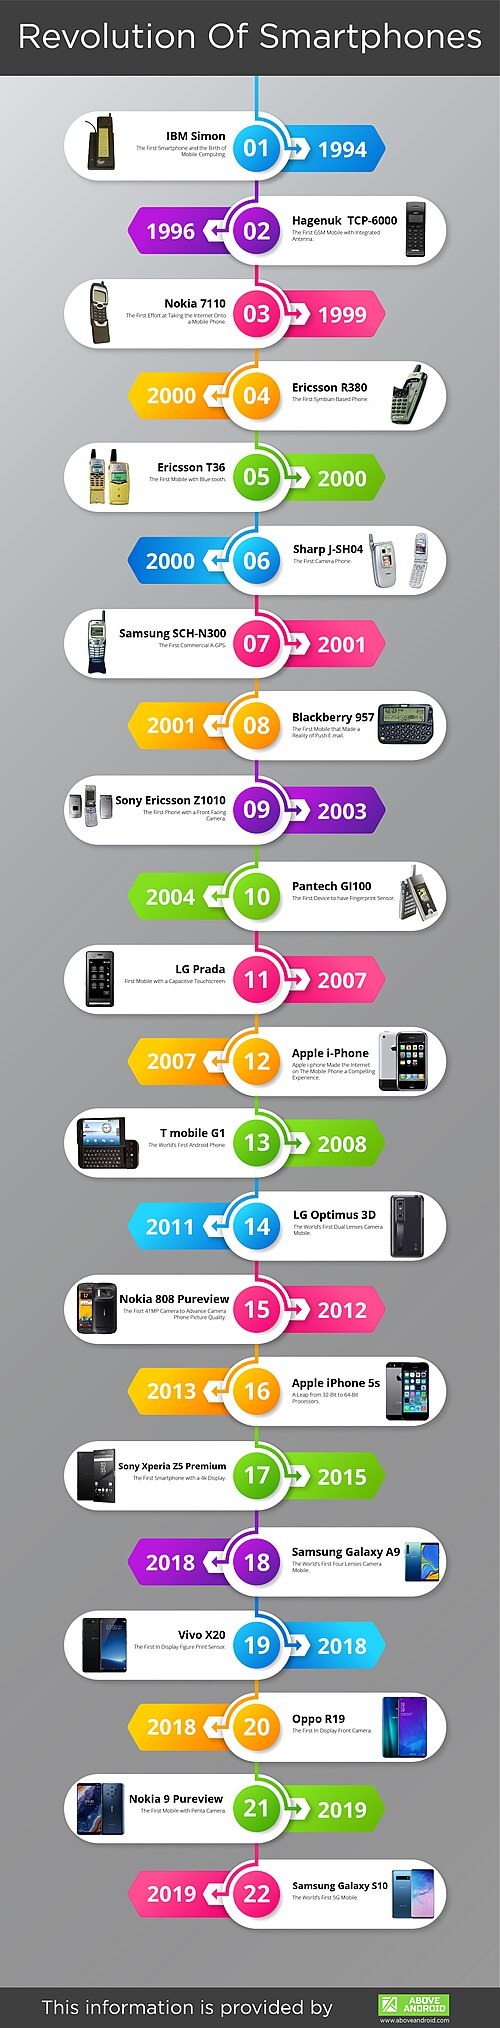 Revolution Of Smartphones
IBM Simon
The First Smartphone and the Birth of
Mobile Computing.
01
1994
1996
02
Hagenuk TCP-6000
The First GSM Mobile with Integrated
Antenna.
Nokia 7110
The First Effort at Taking the Internet Onto
a Mobile Phone.
03
1999
2000
04
Ericsson R380
The First Symbian Based Phone.
Ericsson T36
The First Mobile with Blue tooth.
05
2000
2000
06
Sharp J-SH04
The First Camera Phone.
Samsung SCH-N300
The First Commercial A-GPS.
07
2001
2001
08
Blackberry 957
The First Mobile that Made a
Reality of Push E-mail.
Sony Ericsson Z1010
The First Phone with a Front Facing
Camera.
09
2003
2004
10
Pantech GI100
The First Device to have Fingerprint Sensor.
LG Prada
First Mobile with a Capacitive Touchscreen.
11
2007
2007
12
Apple i-Phone
Apple i-phone Made the Internet
on The Mobile Phone a Compelling
Experience.
T mobile G1
The World's First Android Phone.
13
2008
2011
14
LG Optimus 3D
The World's First Dual Lenses Camera
Mobile.
Nokia 808 Pureview
The Fisrt 41MP Camera to Advance Camera
Phone Picture Quality.
15
2012
2013
16
Apple iPhone 5s
A Leap from 32-Bit to 64-Bit
Processors.
Sony Xperia Z5 Premium
The First Smartphone with a 4k Display.
17
2015
2018
18
Samsung Galaxy A9
The World's First Four Lenses Camera
Mobile.
Vivo X20
The First In Display Figure Print Sensor.
19
2018
2018
20
Oppo R19
The First In Display Front Camera.
Nokia 9 Pureview
The First Mobile with Penta Camera.
21
2019
2019
22
Samsung Galaxy S10
The World's First 5G Mobile.
This information is provided by
ABOVE
ANDROID
www.aboveandroid.com